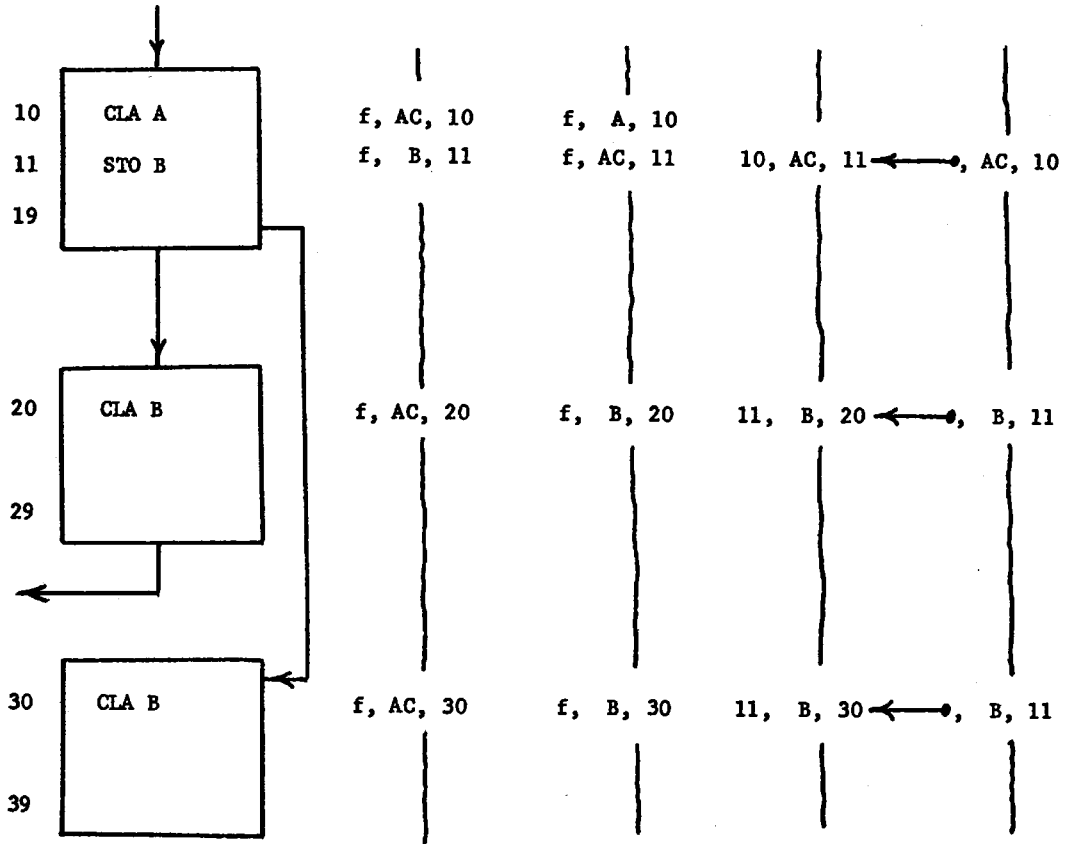 10 CLA A f, AC, 10 f, A, 10
11 STO B f, B, 11 f, AC, 11 10, AC, 11 , AC, 10
19
20 CLA B f, AC, 20 f, B, 20 11, B, 20 , B, 11
29
30 CLA B f, AC, 30 f, B, 30 11, B, 30 , B, 11
39